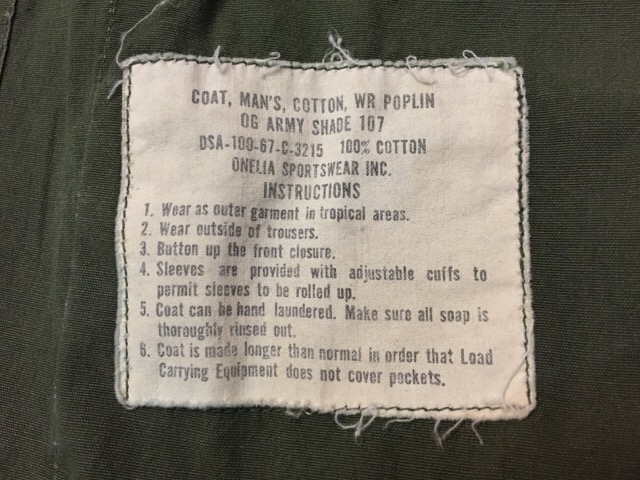 COAT, MAN'S, COTTON, WR POPLIN
OG ARMY SHADE 107
DSA-100-67-C-3215 100% COTTON
ONELIA SPORTSWEAR INC.
INSTRUCTIONS
1. Wear as outer garment in tropical areas.
2. Wear outside of trousers.
3. Button up the front closure.
4. Sleeves are provided with adjustable cuffs to
permit sleeves to be rolled up.
5. Coat can be hand laundered. Make sure all soap is
thoroughly rinsed out.
6. Coat is made longer than normal in order that Load
Carrying Equipment does not cover pockets.